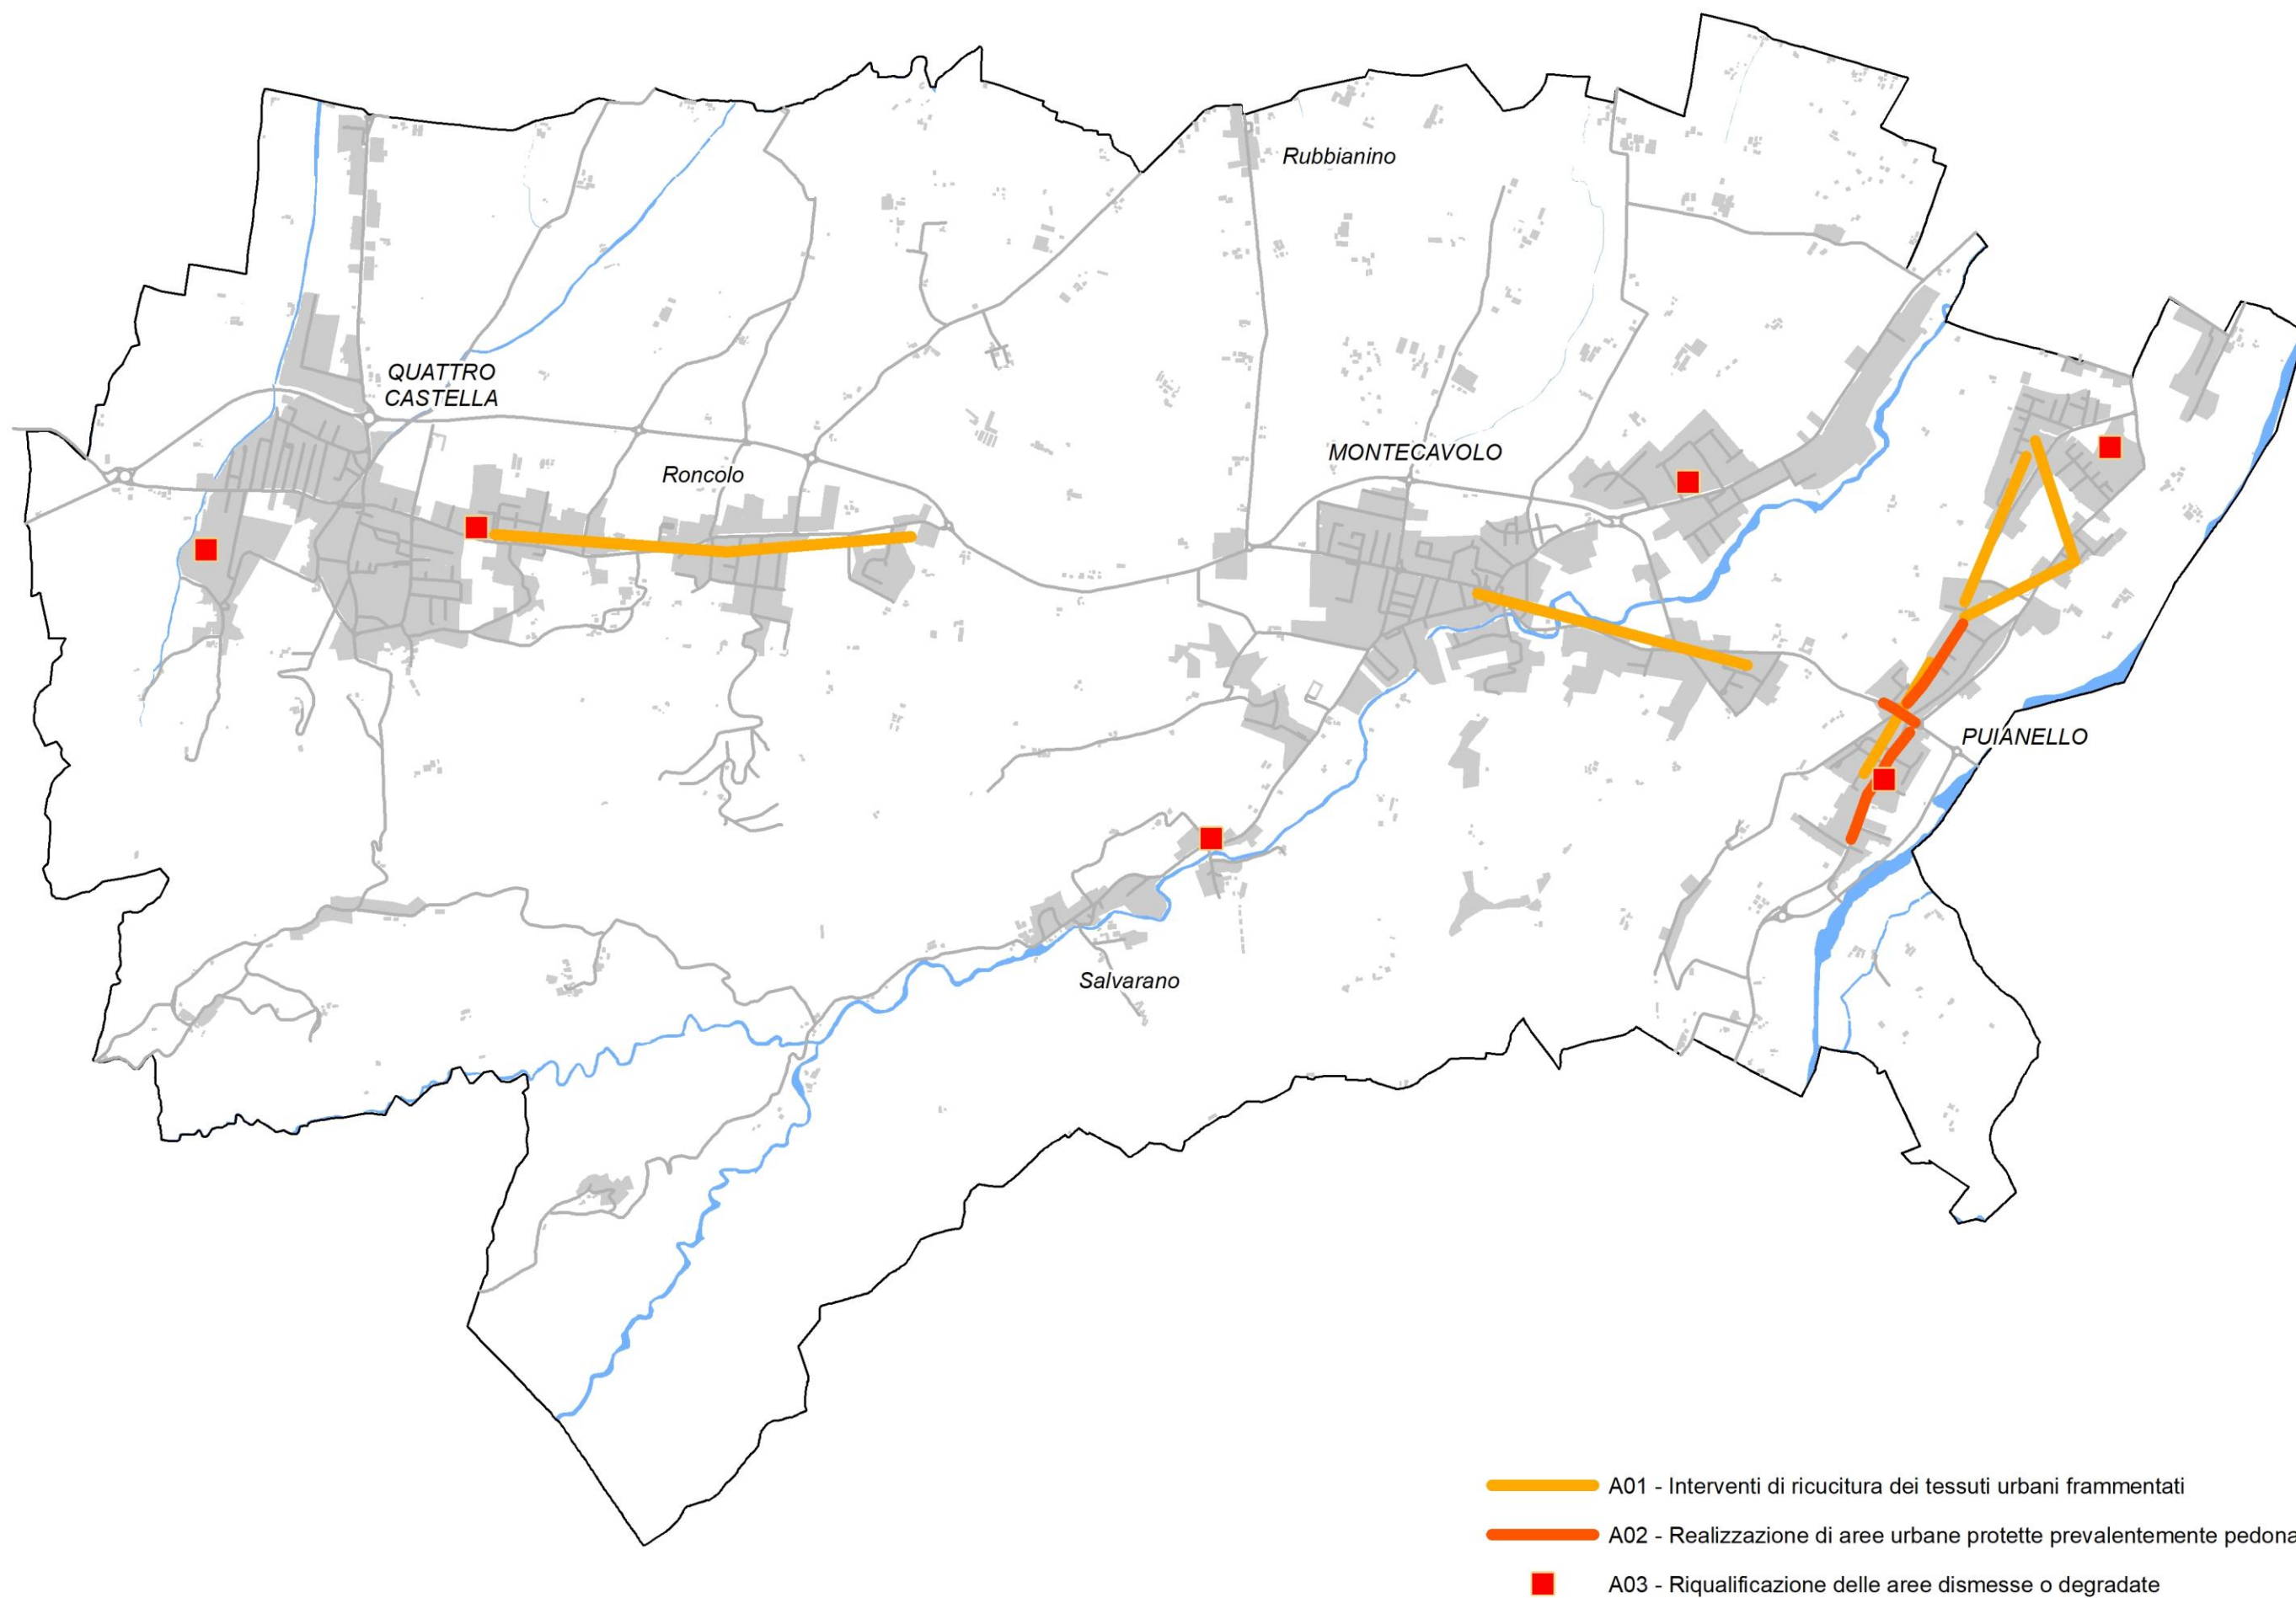 Rubbianino
QUATTRO
CASTELLA
Roncolo
MONTECAVOLO
PUIANELLO
Salvarano
A01 - Interventi di ricucitura dei tessuti urbani frammentati
A02 - Realizzazione di aree urbane protette prevalentemente pedona
A03 - Riqualificazione delle aree dismesse o degradate